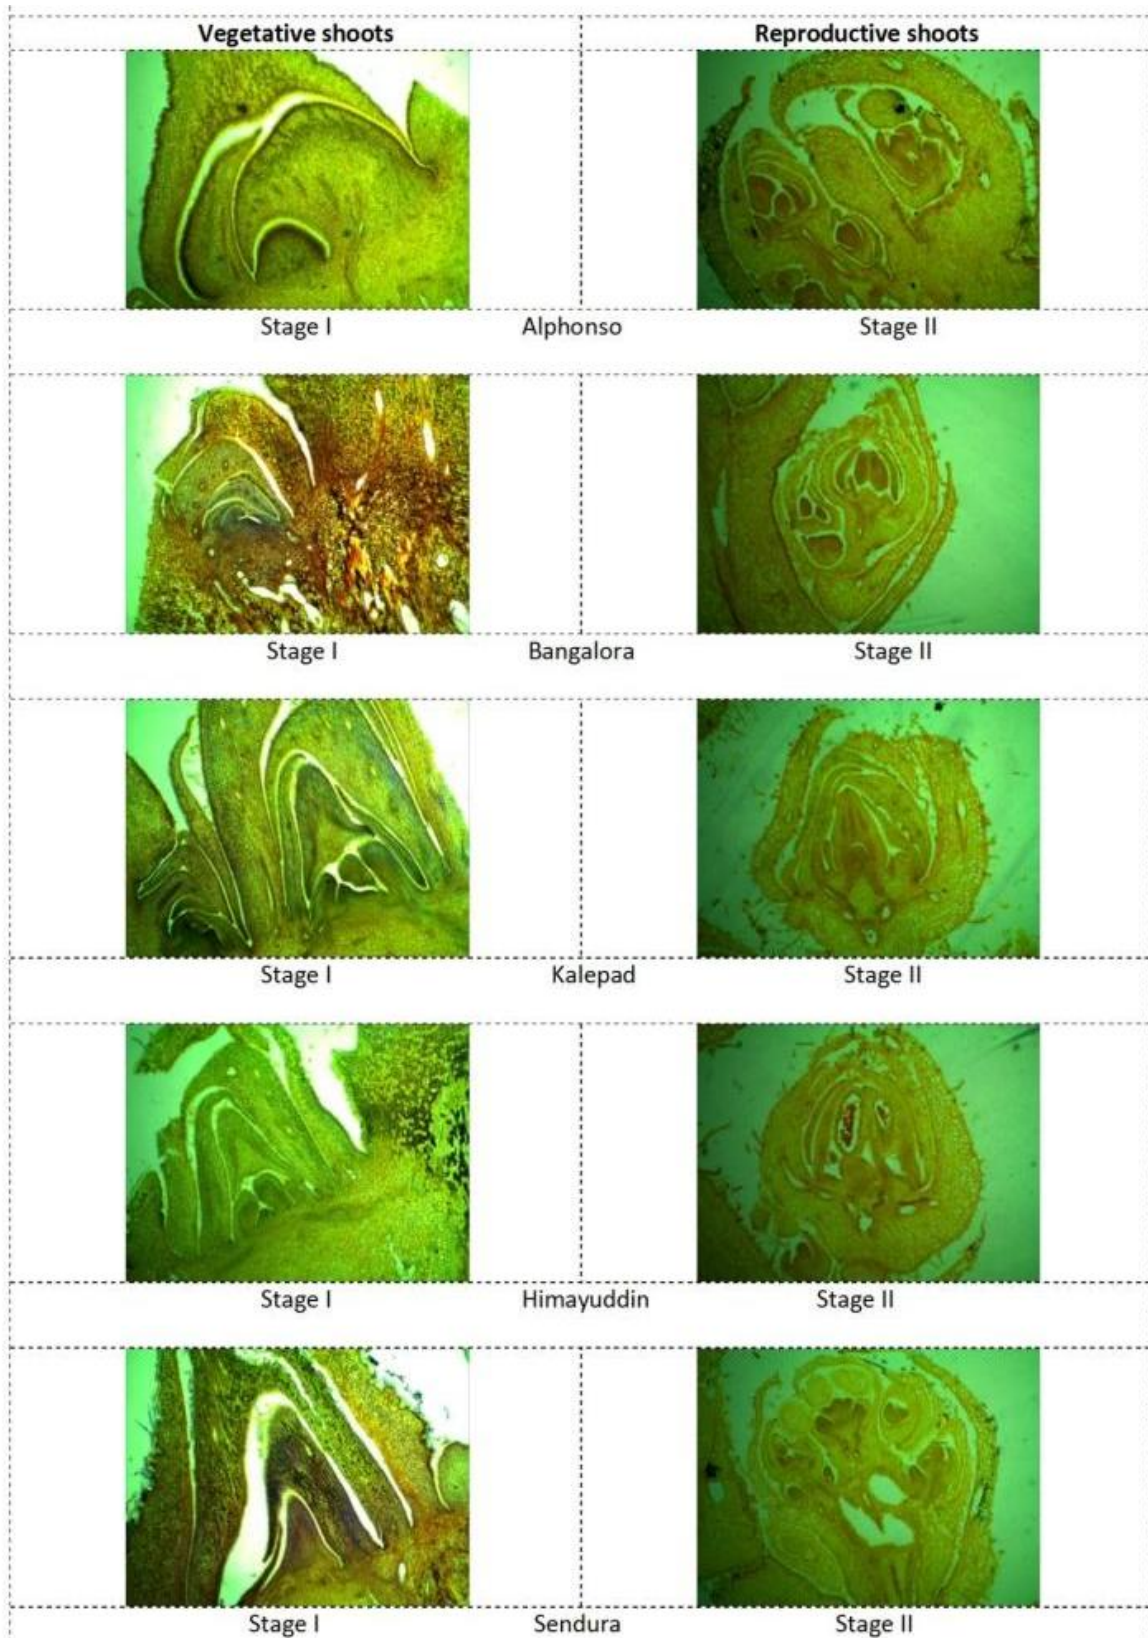 Vegetative shoots Reproductive shoots
Stage I Alphonso Stage II
Stage I Bangalora Stage II
Stage I Kalepad Stage II
Stage I Himayuddin Stage II
Stage I Sendura Stage II